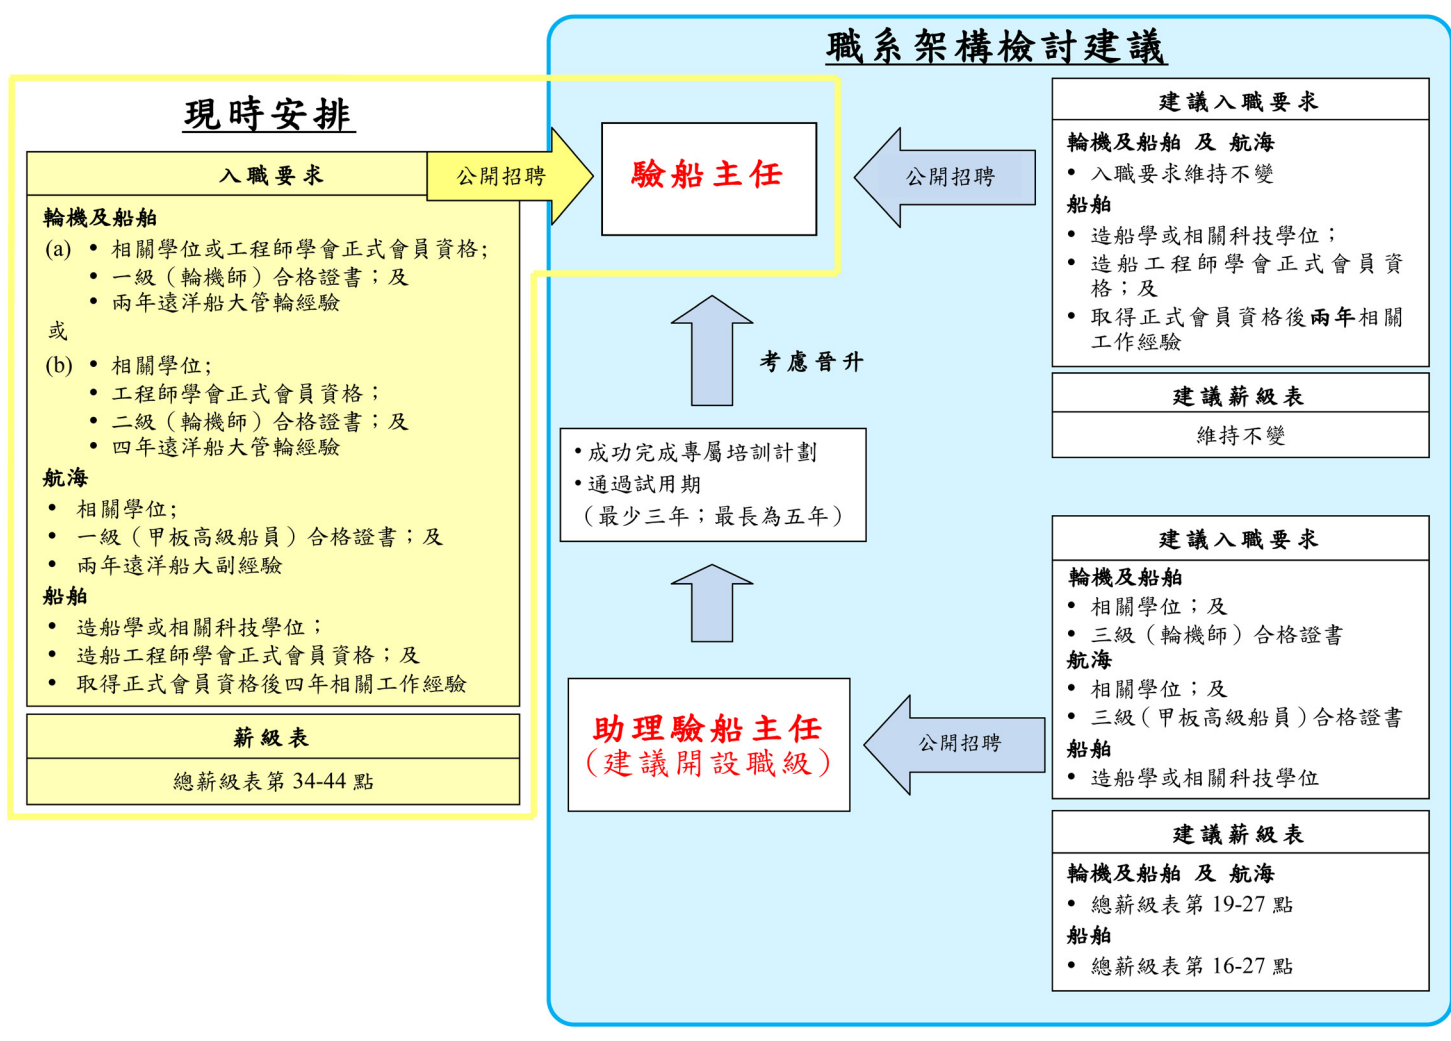 職系架構檢討建議
現時安排
入職要求
輪機及船舶
(a) • 相關學位或工程師學會正式會員資格;
• 一級（輪機師）合格證書；及
• 兩年遠洋船大管輪經驗
或
(b) • 相關學位;
• 工程師學會正式會員資格；
• 二級（輪機師）合格證書；及
• 四年遠洋船大管輪經驗
航海
• 相關學位;
• 一級（甲板高級船員）合格證書；及
• 兩年遠洋船大副經驗
船舶
• 造船學或相關科技學位；
• 造船工程師學會正式會員資格；及
• 取得正式會員資格後四年相關工作經驗
薪級表
總薪級表第 34-44 點
公開招聘
驗船主任
公開招聘
考慮晉升
• 成功完成專屬培訓計劃
• 通過試用期
（最少三年；最長為五年）
助理驗船主任
（建議開設職級）
公開招聘
建議入職要求
輪機及船舶 及 航海
• 入職要求維持不變
船舶
• 造船學或相關科技學位；
• 造船工程師學會正式會員資
格；及
• 取得正式會員資格後兩年相關
工作經驗
建議薪級表
維持不變
建議入職要求
輪機及船舶
• 相關學位；及
• 三級（輪機師）合格證書
航海
• 相關學位；及
• 三級（甲板高級船員）合格證書
船舶
• 造船學或相關科技學位
建議薪級表
輪機及船舶 及 航海
• 總薪級表第 19-27 點
船舶
• 總薪級表第 16-27 點